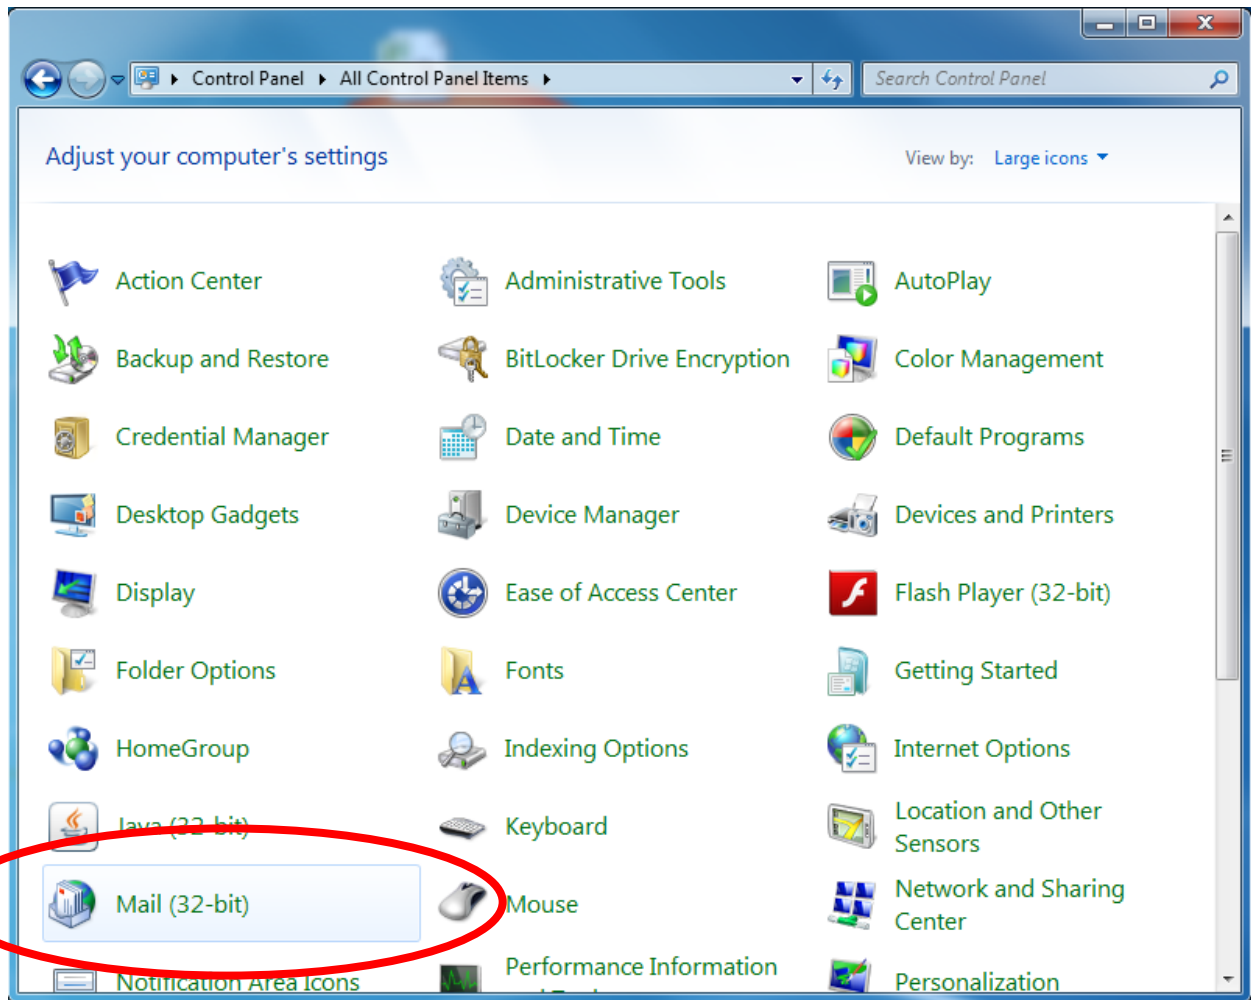 Control Panel All Control Panel Items Search Control Panel
Adjust your computer's settings View by: Large icons
Action Center Administrative Tools AutoPlay
Backup and Restore BitLocker Drive Encryption Color Management
Credential Manager Date and Time Default Programs
Desktop Gadgets Device Manager Devices and Printers
Display Ease of Access Center Flash Player (32-bit)
Folder Options Fonts Getting Started
HomeGroup Indexing Options Internet Options
Java (32-bit) Keyboard Location and Other
Sensors
Mail (32-bit) Mouse Network and Sharing
Center
Notification Area Icons Performance Information Personalization